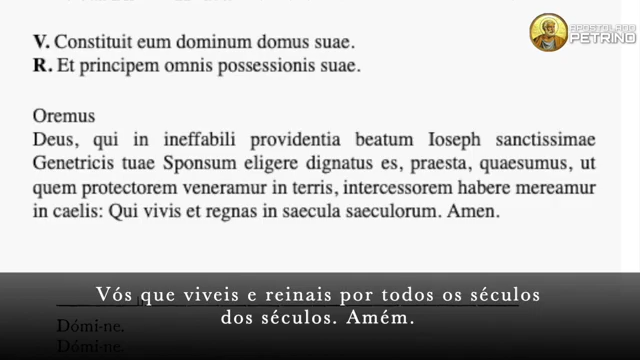 APOSTOLADO
PETRINO
V. Constituit eum dominum domus suae.
R. Et principem omnis possessionis suae.
Oremus
Deus, qui in ineffabili providentia beatum Ioseph sanctissimae
Genetricis tuae Sponsum eligere dignatus es, praesta, quaesumus, ut
quem protectorem veneramur in terris, intercessorem habere mereamur
in caelis: Qui vivis et regnas in saecula saeculorum. Amen.
Vós que viveis e reinais por todos os séculos
dos séculos. Amém.
Dómi-ne.
Dómi-ne.